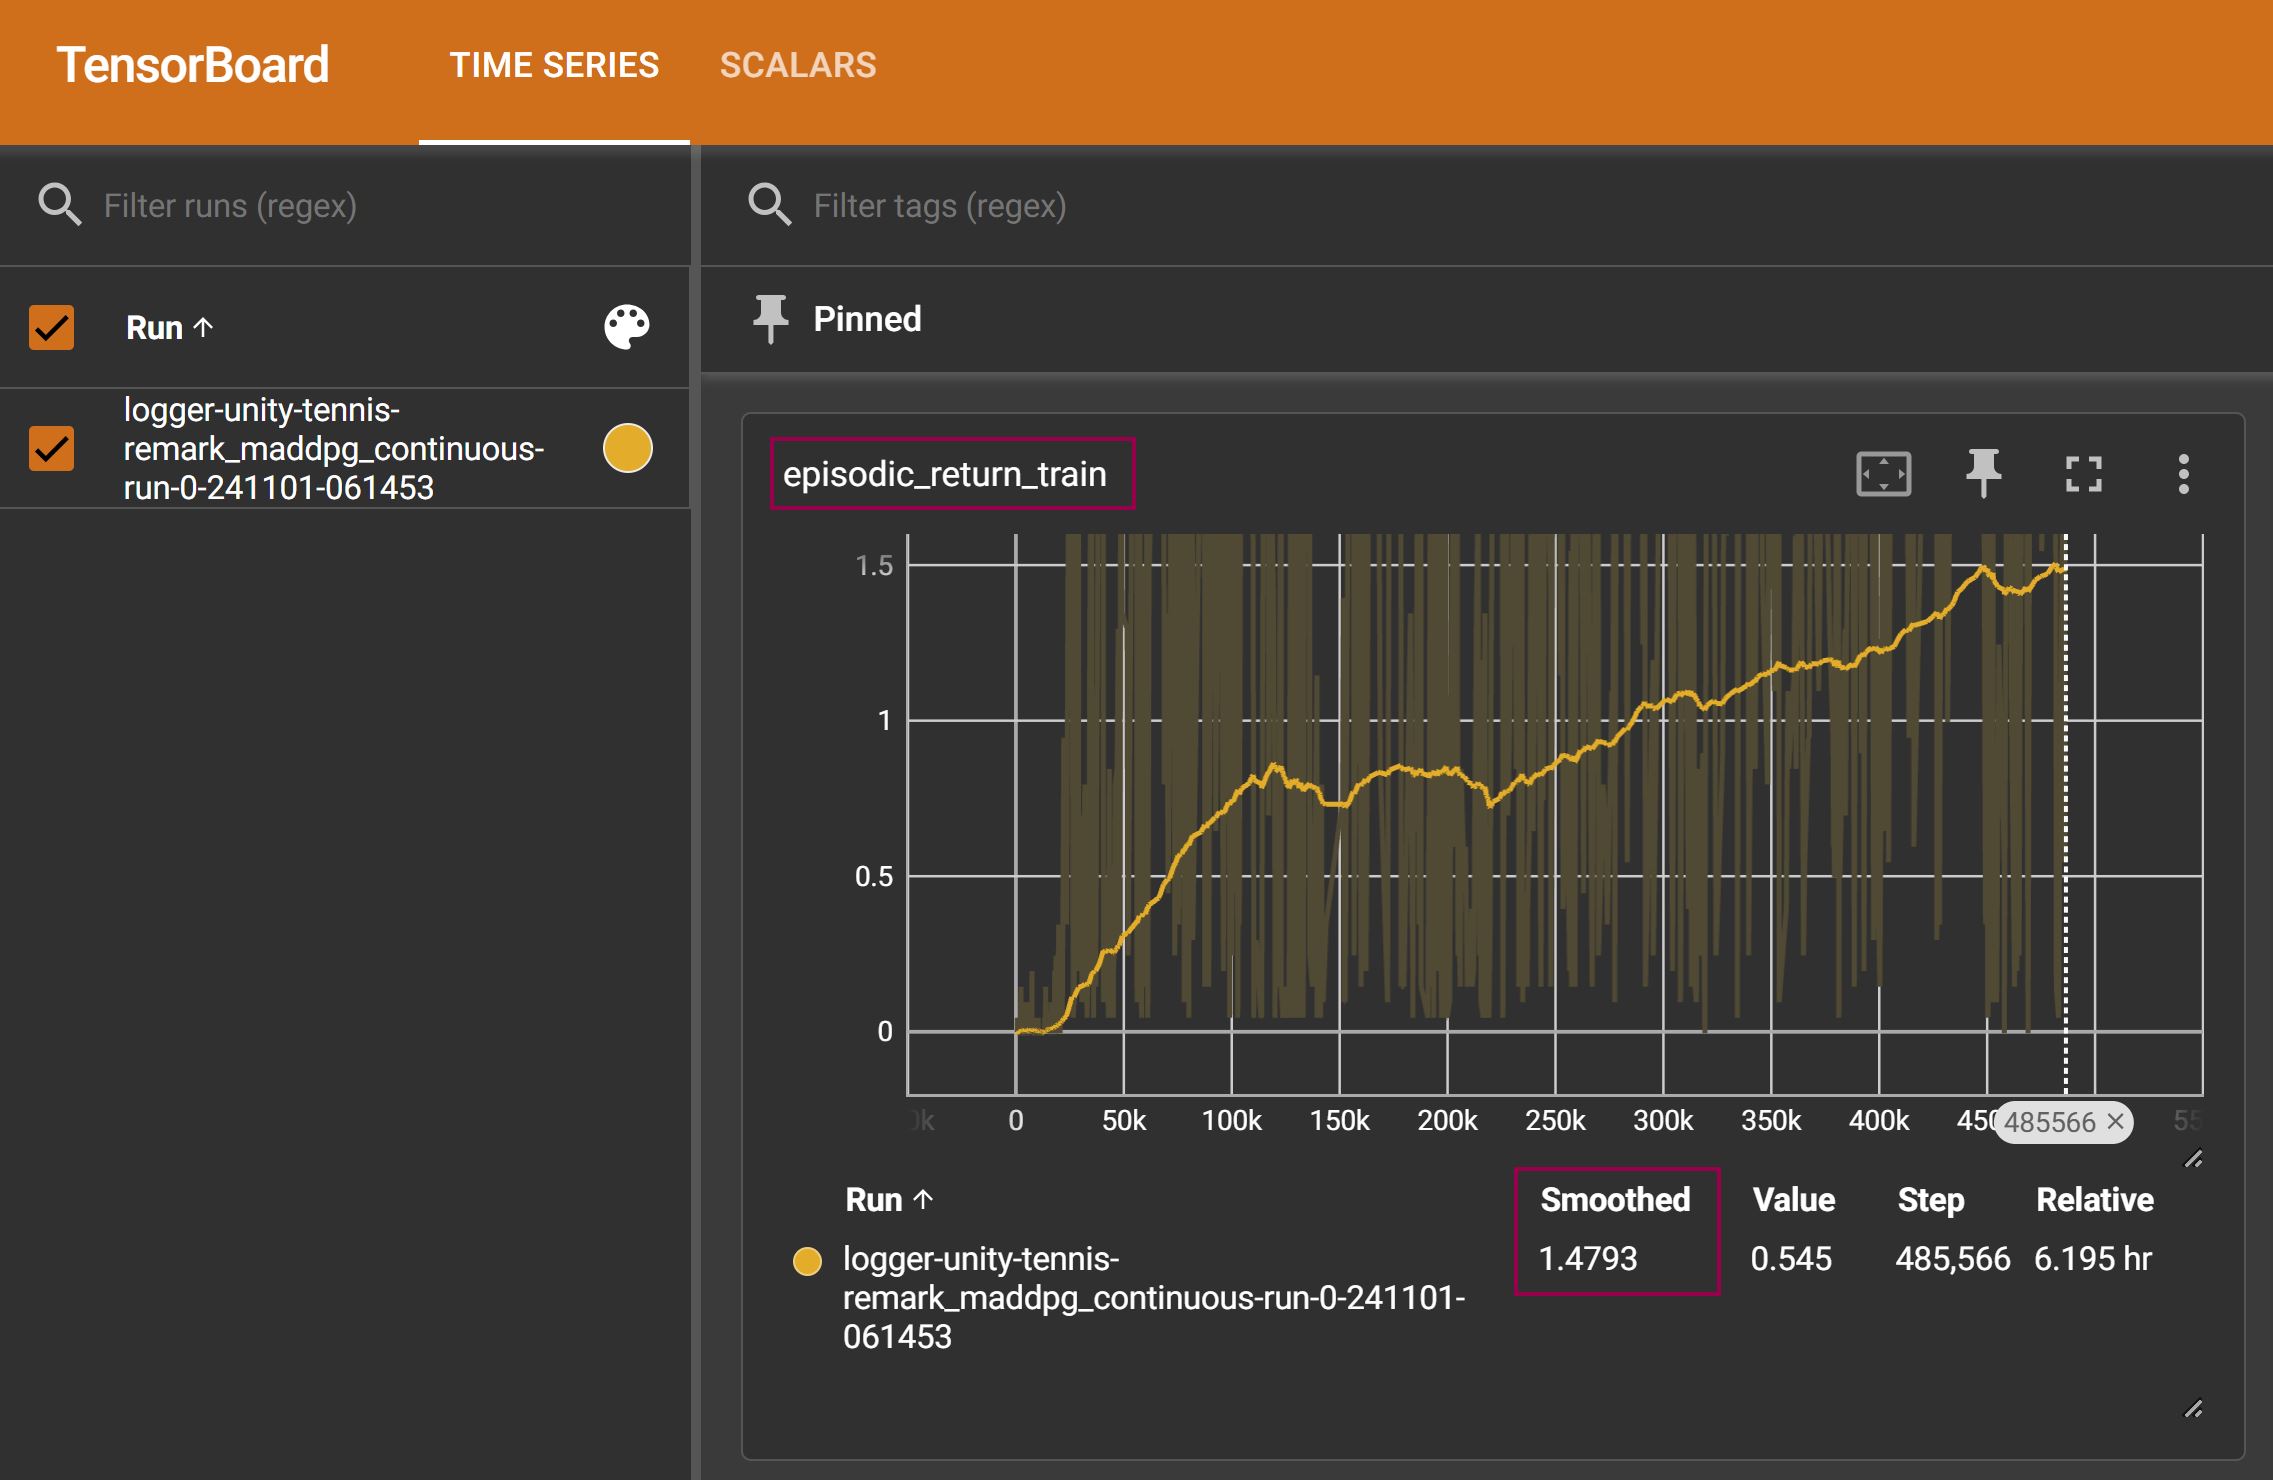 TensorBoard
TIME SERIES
SCALARS
Filter runs (regex)
Filter tags (regex)
Run
Pinned
logger-unity-tennis-
remark_maddpg_continuous-
run-0-241101-061453
episodic_return_train
1.5
1
0.5
0
0k
0
50k
100k
150k
200k
250k
300k
350k
400k
450
485566
55
Run
Smoothed
Value
Step
Relative
logger-unity-tennis-
remark_maddpg_continuous-run-0-241101-
061453
1.4793
0.545
485,566
6.195 hr